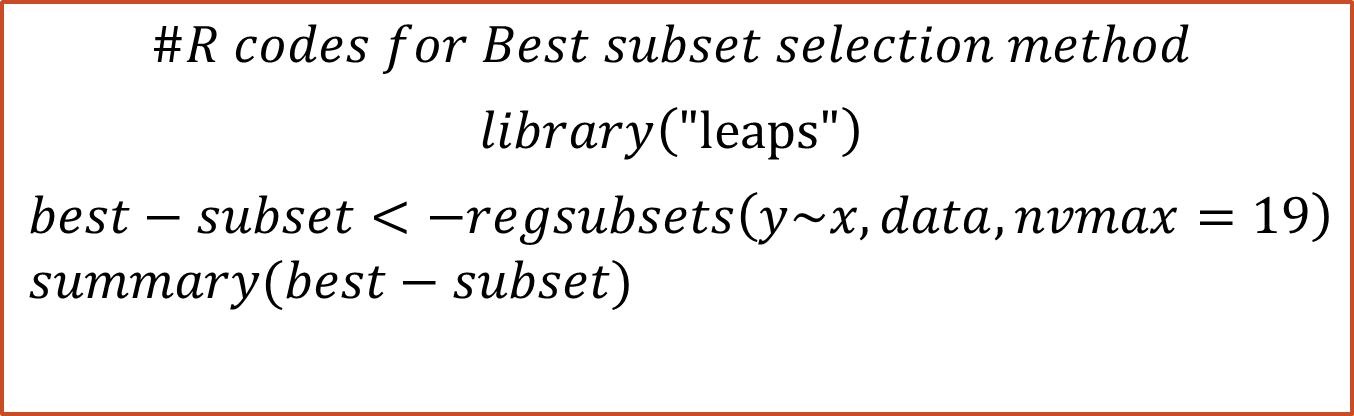 #R codes for Best subset selection method
library("leaps")
best − subset < −regsubsets(y~x, data, nvmax = 19)
summary(best − subset)